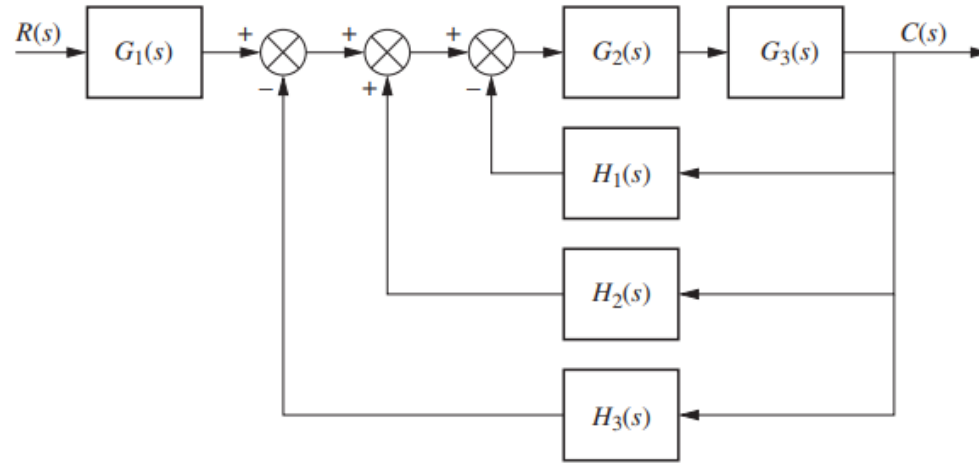 R(s) G₁(s) + − + + + − G₂(s) G₃(s) C(s)
H₁(s)
H₂(s)
H₃(s)